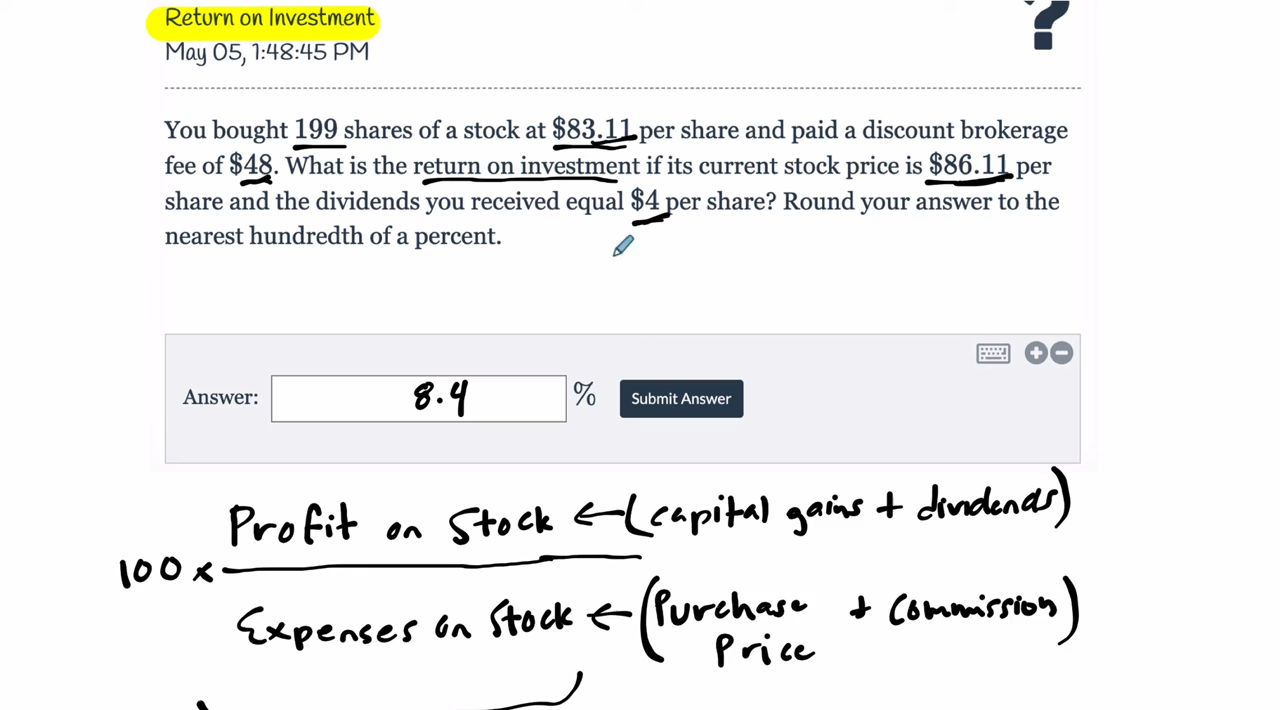 Return on Investment
May 05, 1:48:45 PM
?
You bought 199 shares of a stock at $83.11 per share and paid a discount brokerage
fee of $48. What is the return on investment if its current stock price is $86.11 per
share and the dividends you received equal $4 per share? Round your answer to the
nearest hundredth of a percent.
Answer: 8.4 % Submit Answer
Profit on Stock ← (capital gains + dividends)
100 ×
Expenses on Stock ← (Purchase + Commission)
Price